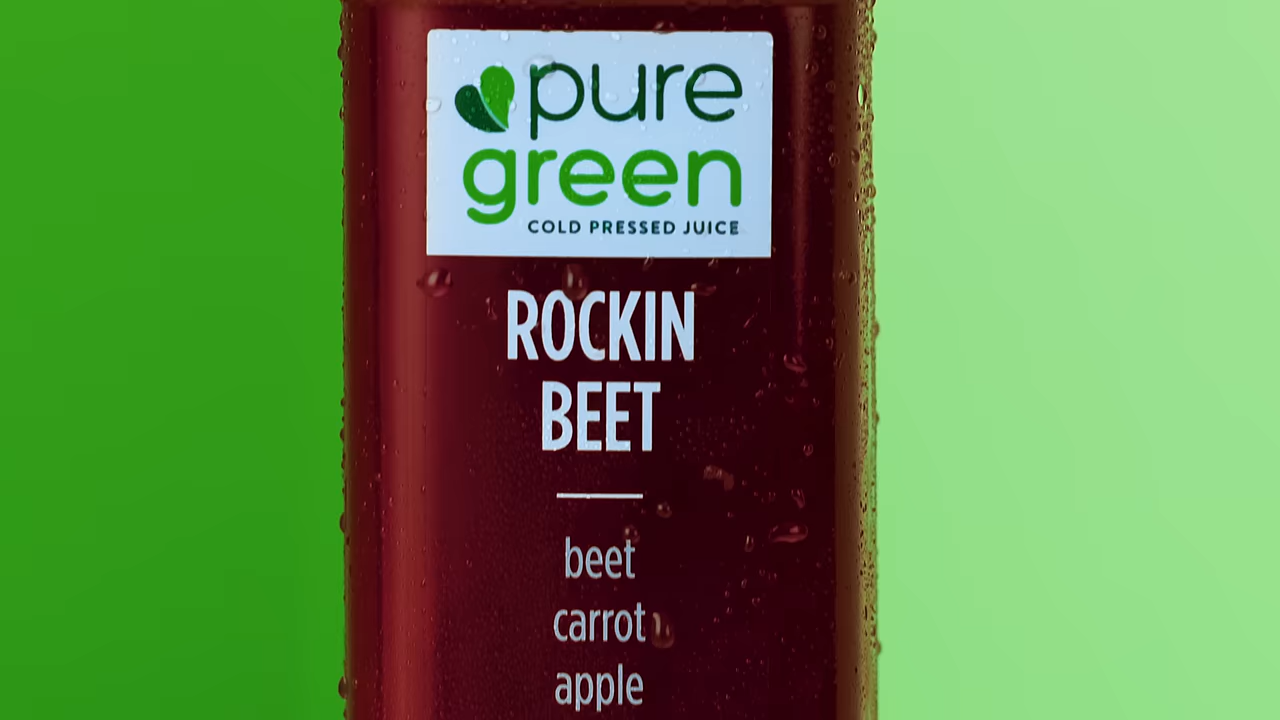 pure
green
COLD PRESSED JUICE
ROCKIN
BEET
beet
carrot
apple